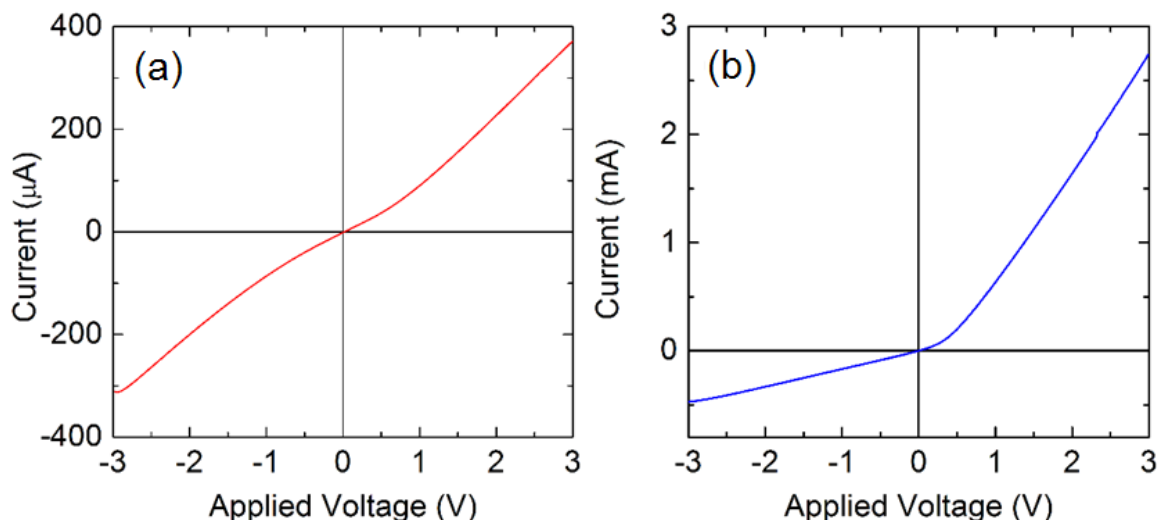 (a)
400
200
0
-200
-400
Current (μA)
-3 -2 -1 0 1 2 3
Applied Voltage (V)
(b)
3
2
1
0
Current (mA)
-3 -2 -1 0 1 2 3
Applied Voltage (V)